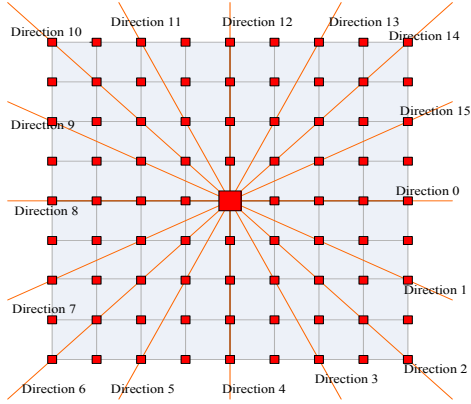 Direction 11
Direction 12
Direction 13
Direction 10
Direction 14
Direction 15
Direction 9
Direction 0
Direction 8
Direction 1
Direction 7
Direction 2
Direction 3
Direction 6
Direction 5
Direction 4